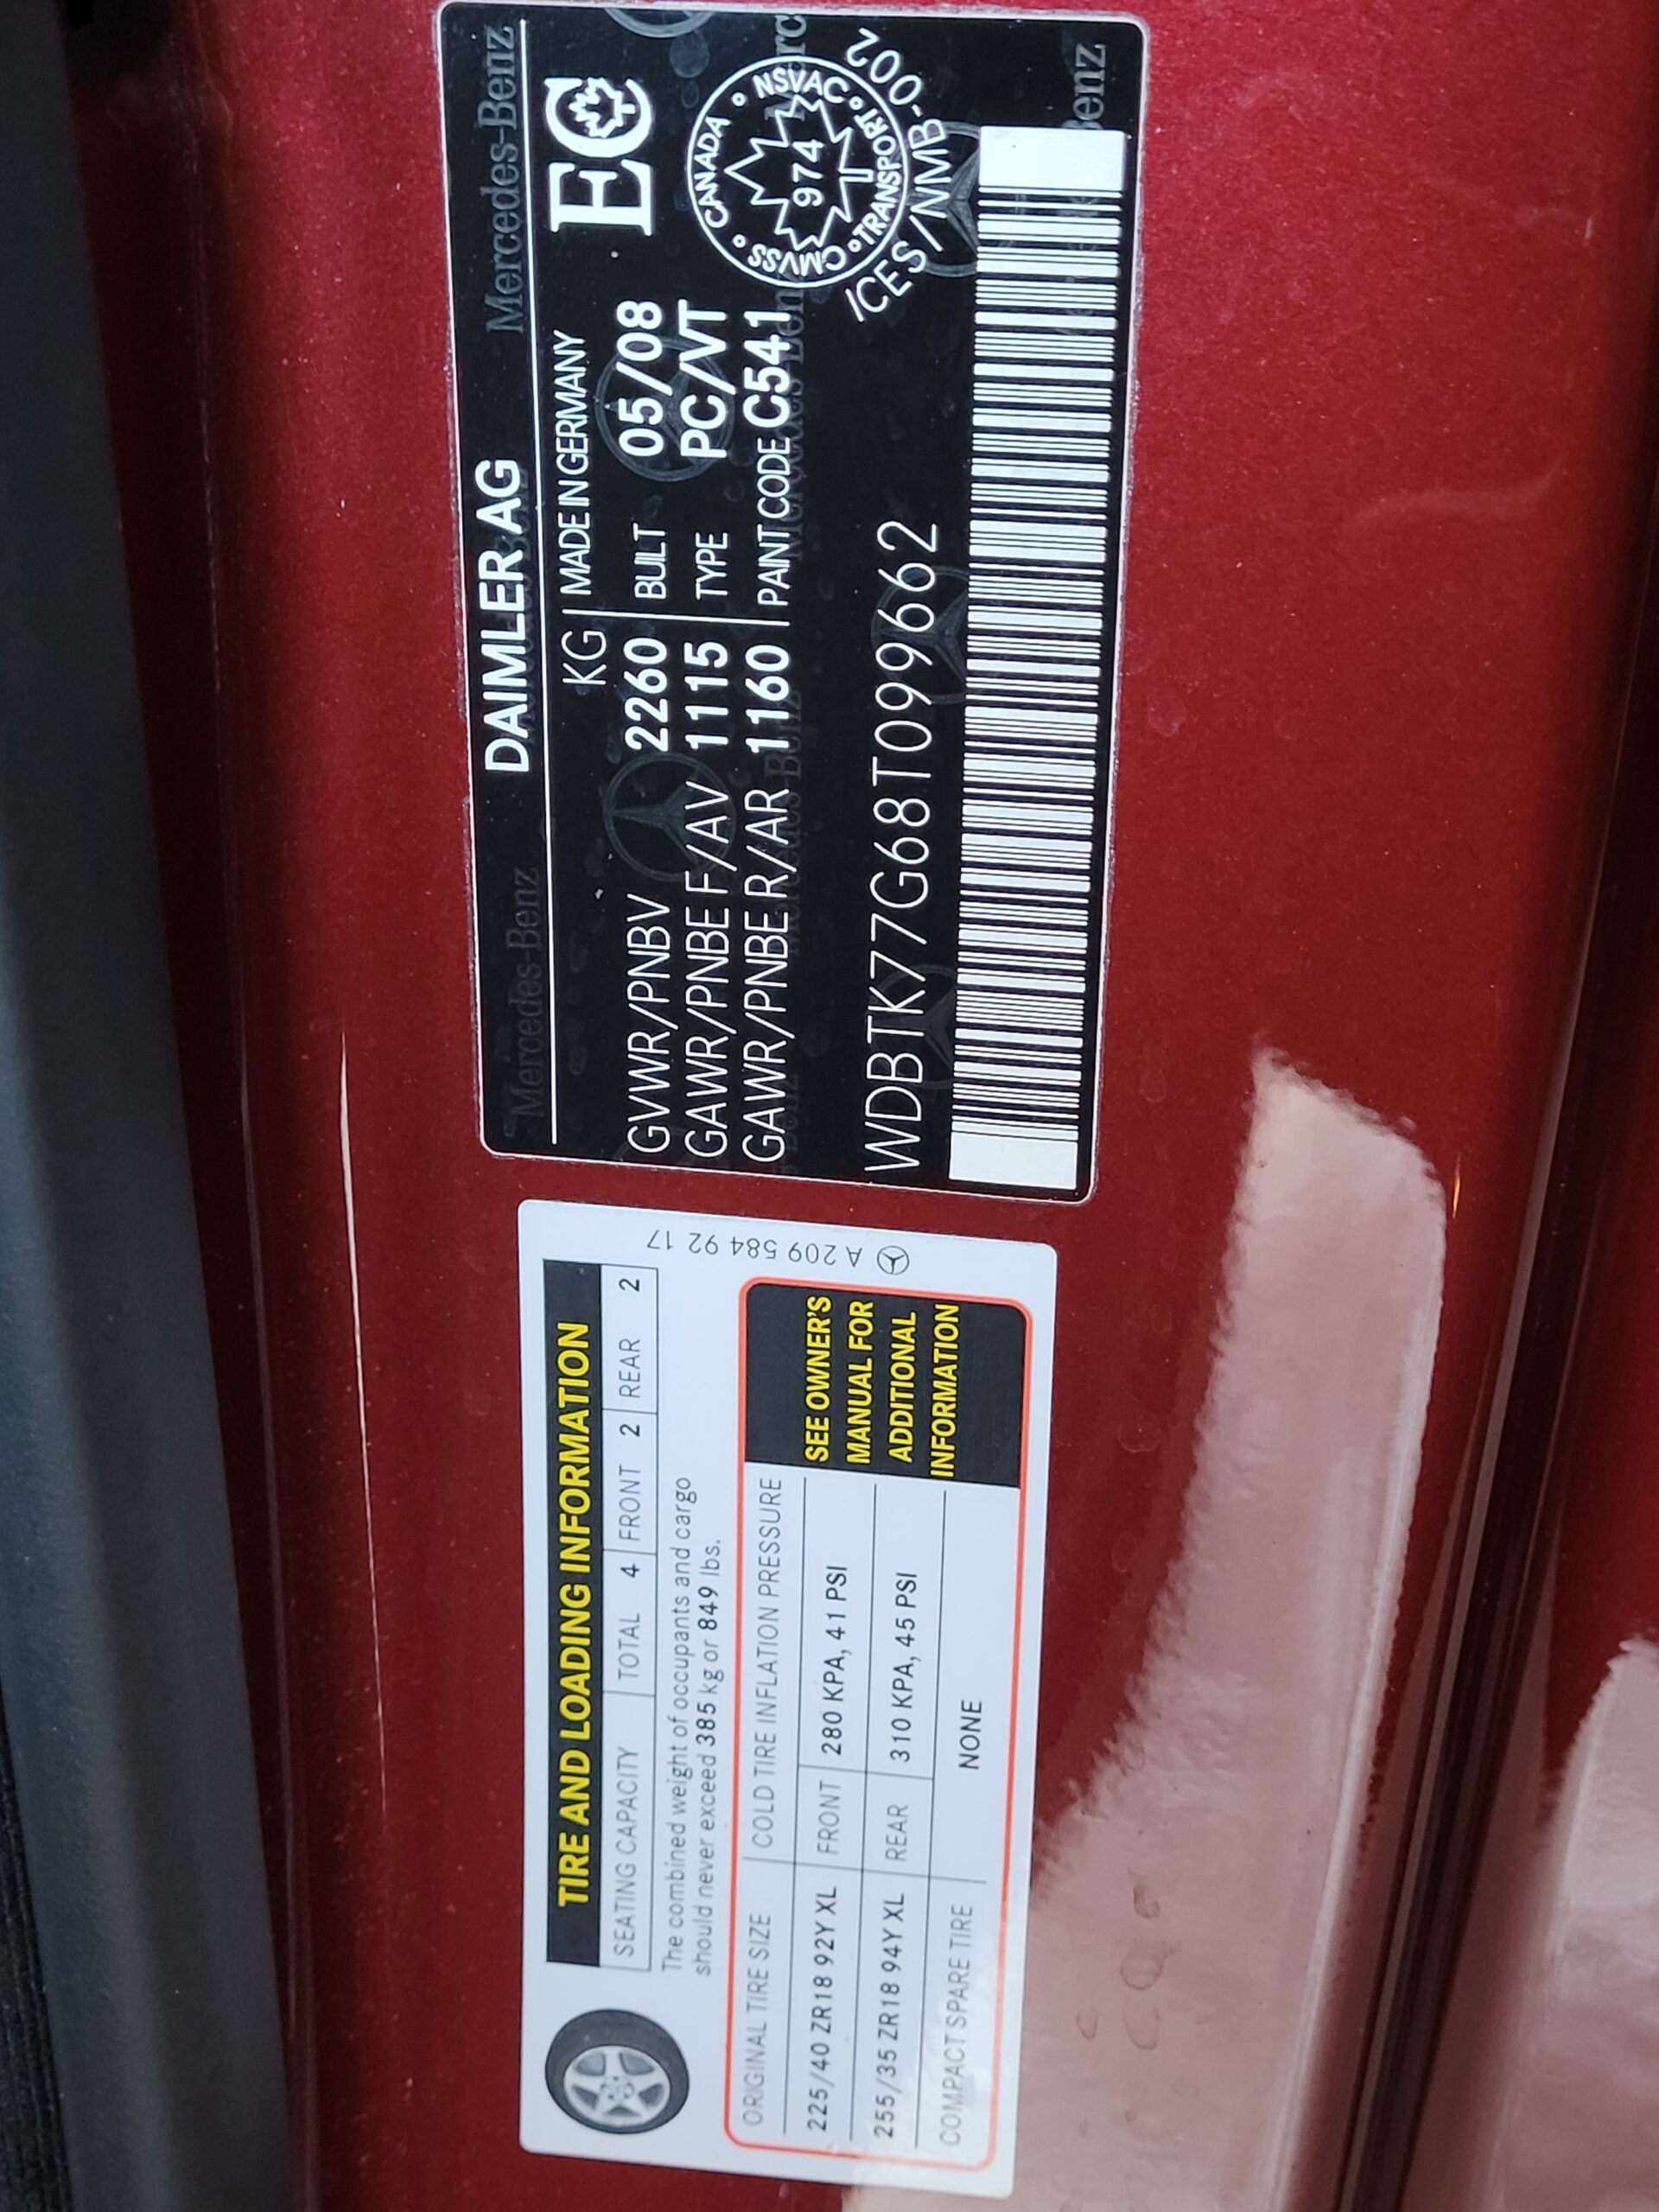 TIRE AND LOADING INFORMATION
SEATING CAPACITY TOTAL 4 FRONT 2 REAR 2
The combined weight of occupants and cargo
should never exceed 385 kg or 849 lbs.
ORIGINAL TIRE SIZE COLD TIRE INFLATION PRESSURE
225/40 ZR18 92Y XL FRONT 280 KPA, 41 PSI
255/35 ZR18 94Y XL REAR 310 KPA, 45 PSI
COMPACT SPARE TIRE NONE
SEE OWNER'S
MANUAL FOR
ADDITIONAL
INFORMATION
A 209 584 92 17
Mercedes-Benz Mercedes-Benz
DAIMLER AG
KG MADE IN GERMANY
GVWR/PNBV 2260 BUILT 05/08
GAWR/PNBE F/AV 1115 TYPE PC/VT
GAWR/PNBE R/AR 1160 PAINT CODE C541
EC
CANADA NSVAC
974
CMVSS TRANSPORT
ICES/NMB-002
WDBTK77G68T099662